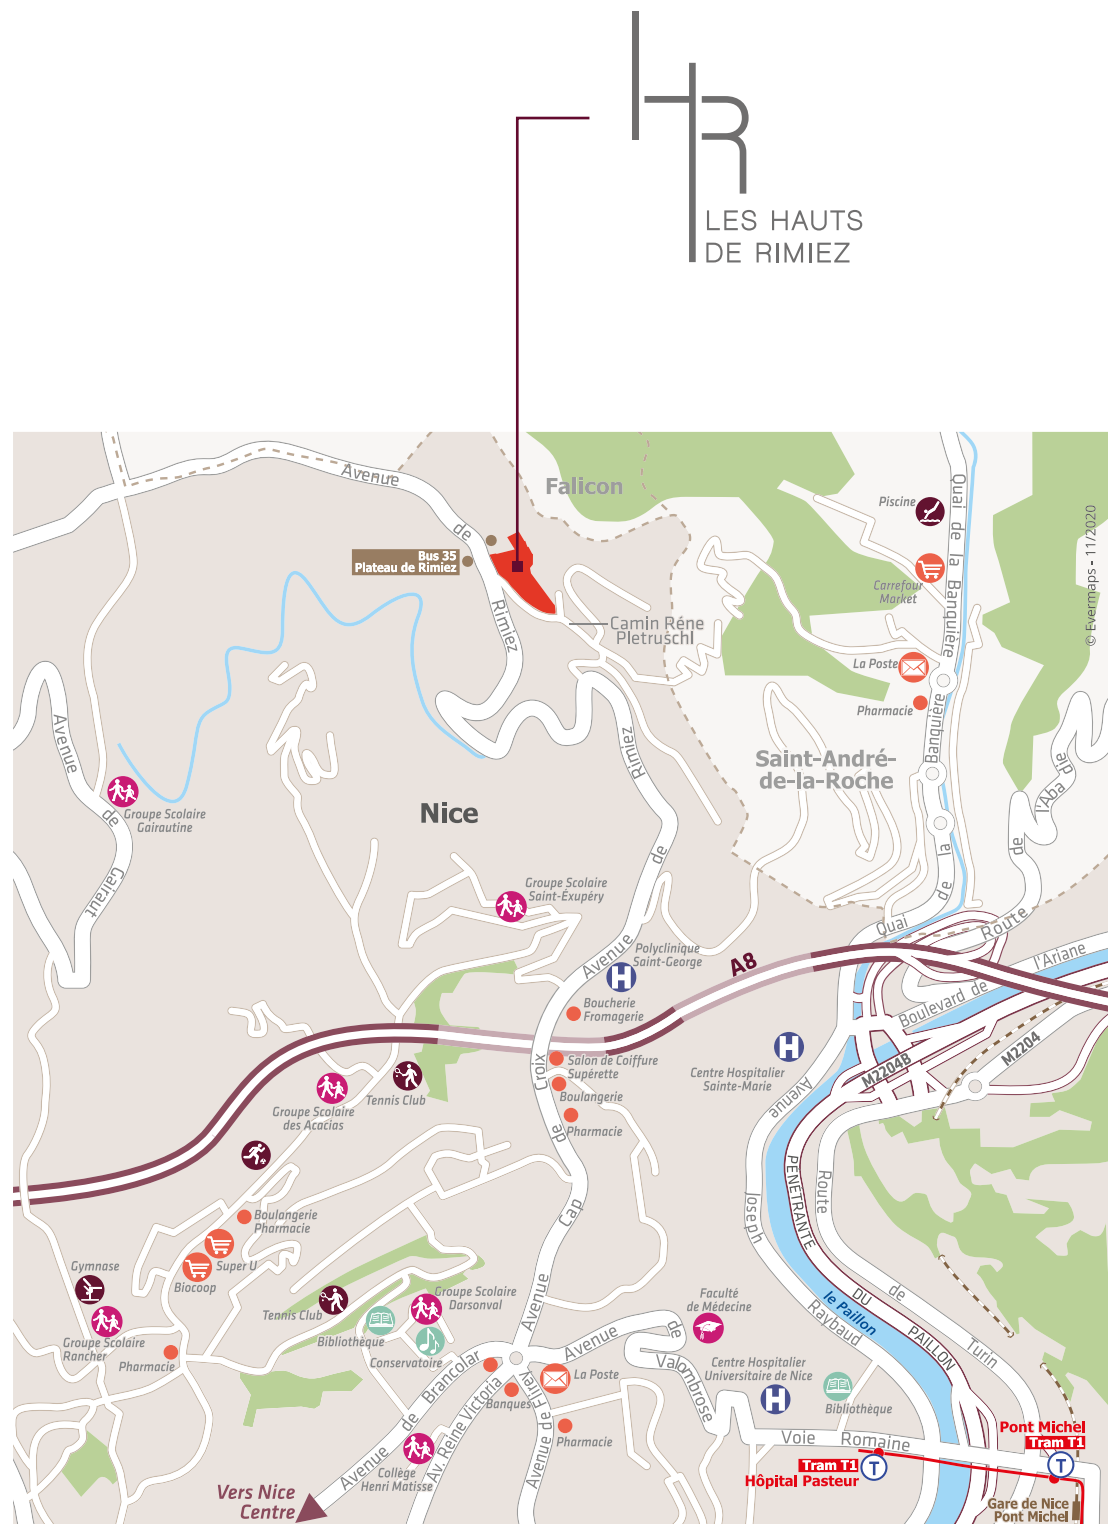 HR
LES HAUTS
DE RIMIEZ
Avenue
de
Rimiez
Falicon
Piscine
Quai de la Banquière
© Evermaps - 11/2020
Bus 35
Plateau de Rimiez
Carrefour
Market
Camin Réne
Pletruschl
La Poste
Pharmacie
Rimiez
de
Avenue
Croix
de
Cap
Avenue
Banquière
la
de
Quai
Saint-André-
de-la-Roche
l'Aba die
de
Route
Avenue
de
Gairaut
Groupe Scolaire
Gairautine
Nice
Groupe Scolaire
Saint-Éxupéry
Polyclinique
Saint-George
H
A8
l'Ariane
Boulevard de
Boucherie
Fromagerie
Centre Hospitalier
Sainte-Marie
H
M2204B
M2204
Salon de Coiffure
Supérette
Boulangerie
Pharmacie
Tennis Club
Groupe Scolaire
des Acacias
Avenue
Joseph
Raybaud
PÉNÉTRANTE
DU
PAILLON
Route
de
Turin
le Paillon
Boulangerie
Pharmacie
Super U
Biocoop
Gymnase
Groupe Scolaire
Rancher
Pharmacie
Tennis Club
Groupe Scolaire
Darsonval
Bibliothèque
Conservatoire
Faculté
de Médecine
Avenue
de
Valombrose
Centre Hospitalier
Universitaire de Nice
H
Bibliothèque
La Poste
Banques
Avenue de Brancolar
Av. Reine Victoria
Avenue de Flirey
Pharmacie
Collège
Henri Matisse
Voie Romaine
Pont Michel
Tram T1
T
Tram T1
Hôpital Pasteur
T
Vers Nice
Centre
Gare de Nice
Pont Michel